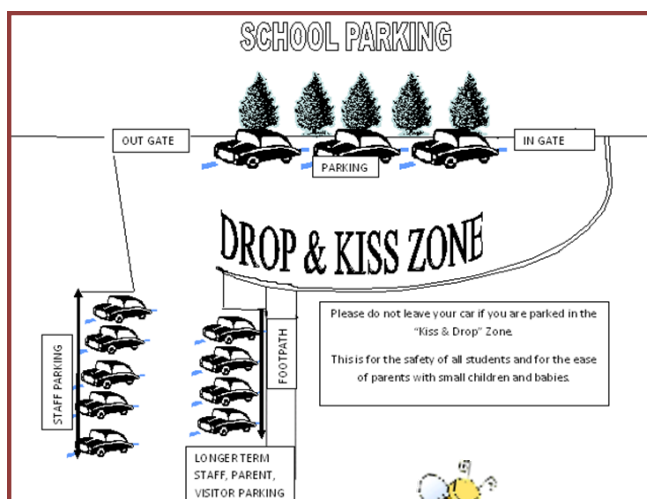 SCHOOL PARKING
OUT GATE
IN GATE
PARKING
DROP & KISS ZONE
Please do not leave your car if you are parked in the
"Kiss & Drop" Zone.
This is for the safety of all students and for the ease
of parents with small children and babies.
STAFF PARKING
FOOTPATH
LONGER TERM
STAFF, PARENT,
VISITOR PARKING